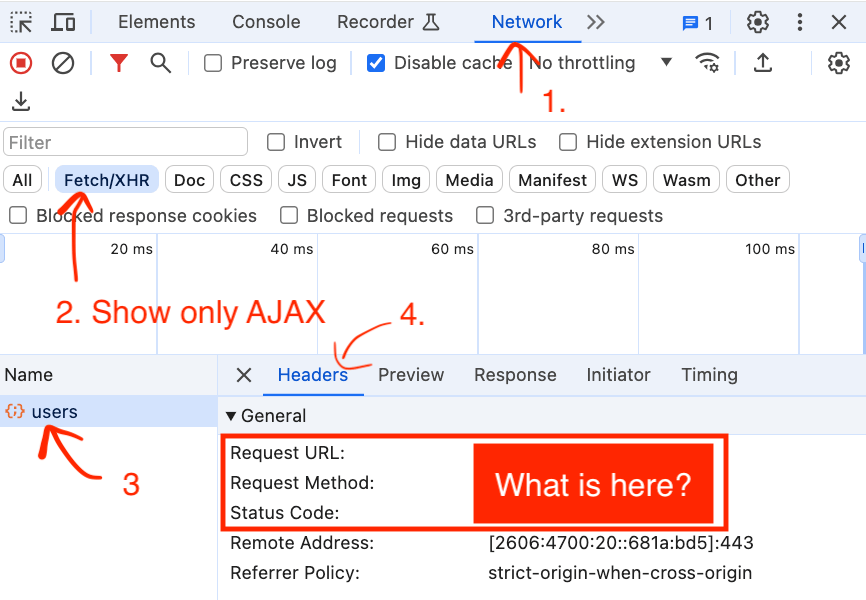 Elements Console Recorder Network 1
Preserve log Disable cache No throttling
1.
Filter Invert Hide data URLs Hide extension URLs
All Fetch/XHR Doc CSS JS Font Img Media Manifest WS Wasm Other
Blocked response cookies Blocked requests 3rd-party requests
20 ms 40 ms 60 ms 80 ms 100 ms
2. Show only AJAX 4.
Name Headers Preview Response Initiator Timing
users General
3
Request URL:
Request Method: What is here?
Status Code:
Remote Address: [2606:4700:20::681a:bd5]:443
Referrer Policy: strict-origin-when-cross-origin